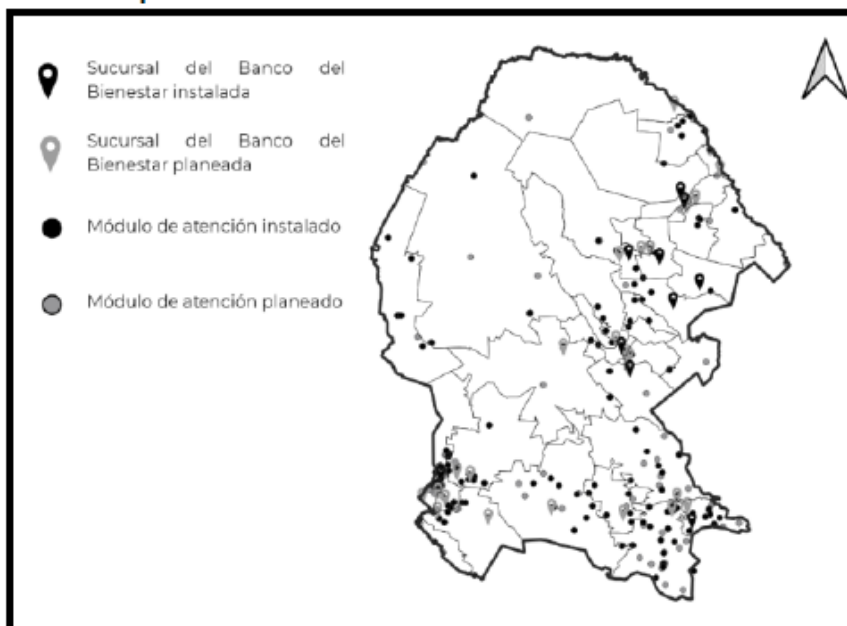 Sucursal del Banco del
Bienestar instalada
Sucursal del Banco del
Bienestar planeada
Módulo de atención instalado
Módulo de atención planeado